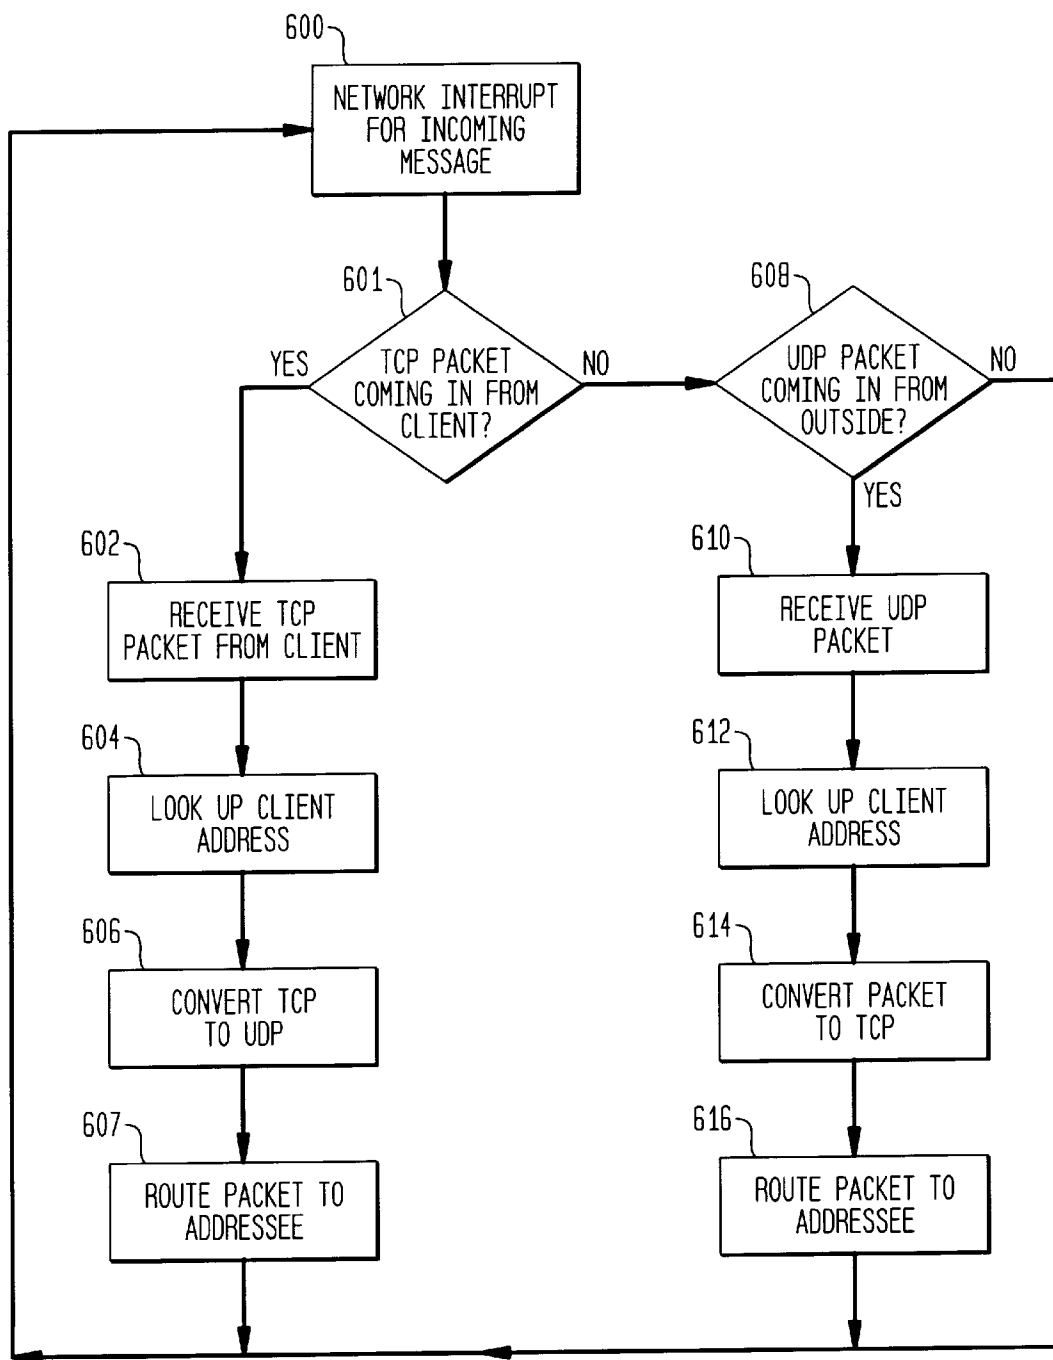 600
NETWORK INTERRUPT
FOR INCOMING
MESSAGE
601
TCP PACKET
COMING IN FROM
CLIENT?
YES
NO
608
UDP PACKET
COMING IN FROM
OUTSIDE?
NO
YES
602
RECEIVE TCP
PACKET FROM CLIENT
604
LOOK UP CLIENT
ADDRESS
606
CONVERT TCP
TO UDP
607
ROUTE PACKET TO
ADDRESSEE
610
RECEIVE UDP
PACKET
612
LOOK UP CLIENT
ADDRESS
614
CONVERT PACKET
TO TCP
616
ROUTE PACKET TO
ADDRESSEE